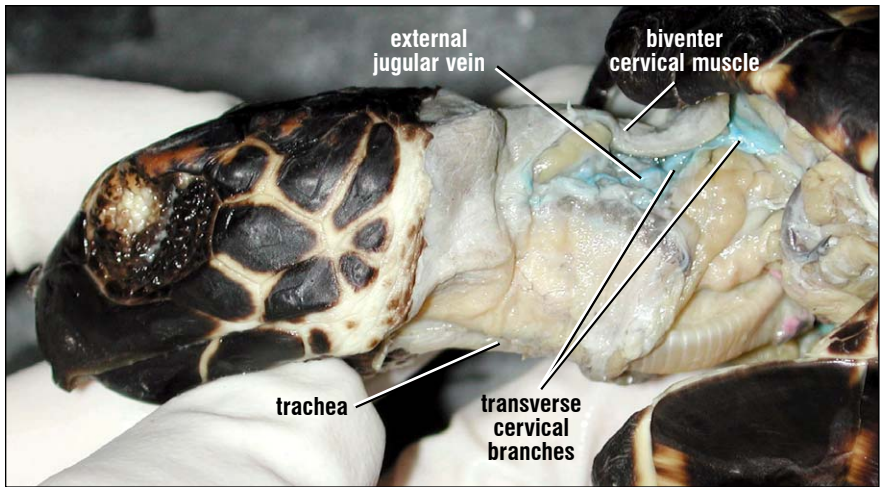 external
jugular vein
biventer
cervical muscle
trachea
transverse
cervical
branches